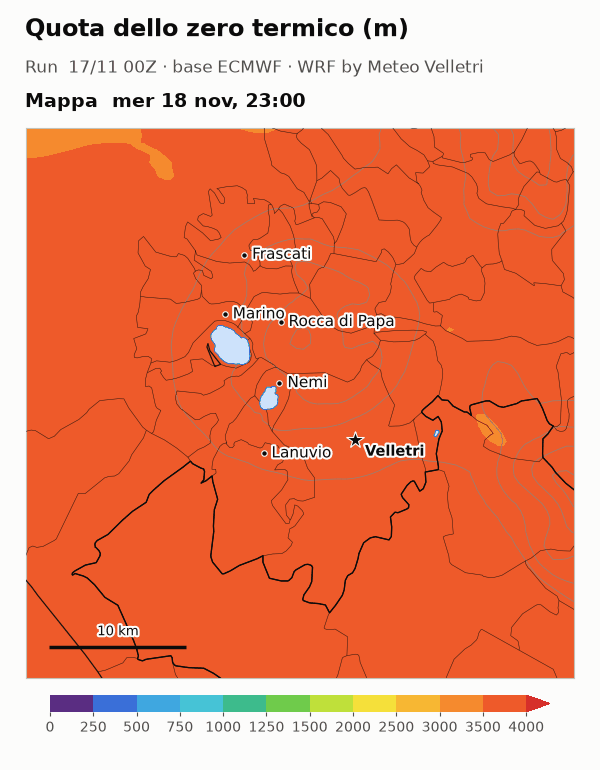 Quota dello zero termico (m)
Run  17/11 00Z · base ECMWF · WRF by Meteo Velletri
Mappa  mer 18 nov, 23:00
Frascati
Marino
Rocca di Papa
Nemi
Velletri
Lanuvio
10 km
0 250 500 750 1000 1250 1500 2000 2500 3000 3500 4000